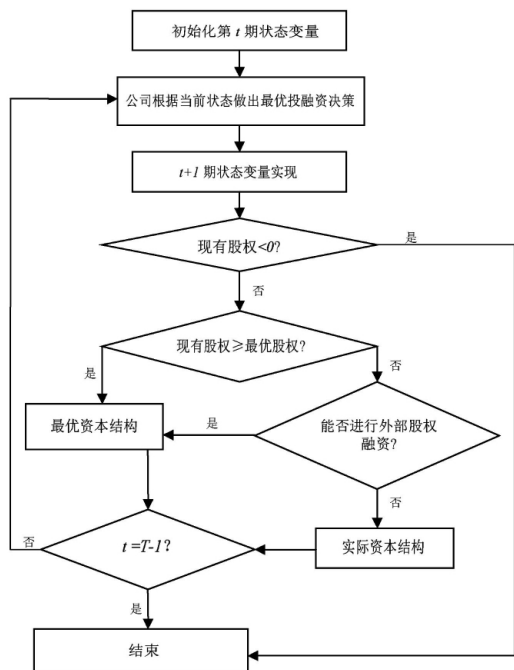 初始化第 t 期状态变量
公司根据当前状态做出最优投融资决策
t+1 期状态变量实现
现有股权<0?
是
否
现有股权≥最优股权?
是
否
最优资本结构
是
能否进行外部股权
融资?
否
否
t =T-1?
实际资本结构
是
结束